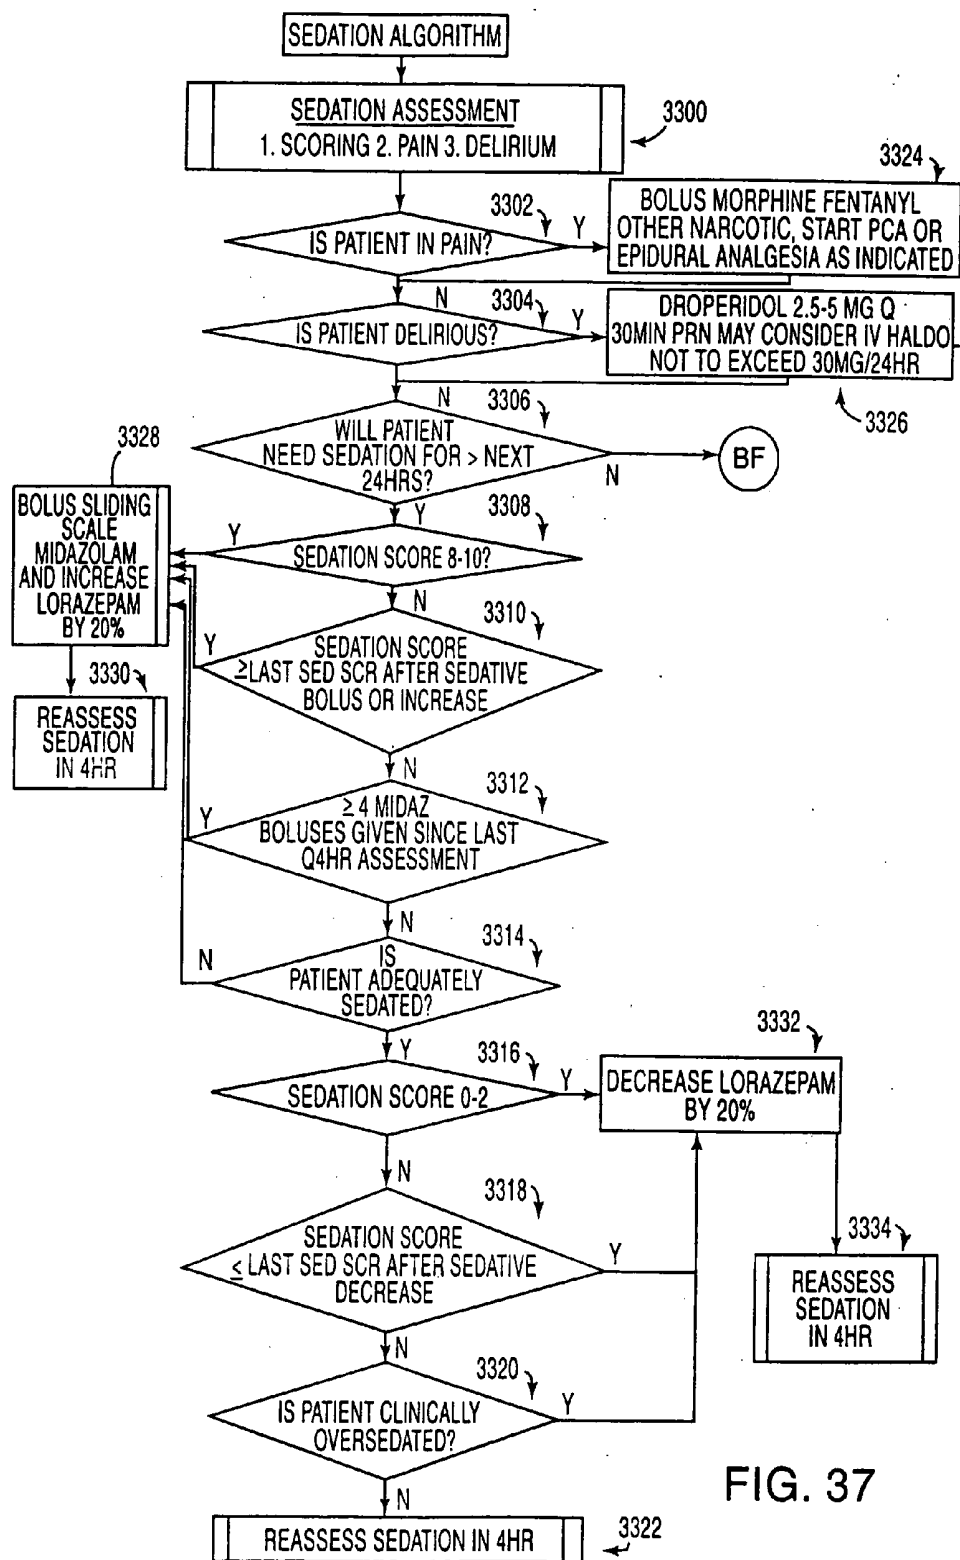 SEDATION ALGORITHM
SEDATION ASSESSMENT
1. SCORING 2. PAIN 3. DELIRIUM
3300
3302
IS PATIENT IN PAIN?
Y
N
3324
BOLUS MORPHINE FENTANYL
OTHER NARCOTIC, START PCA OR
EPIDURAL ANALGESIA AS INDICATED
3304
IS PATIENT DELIRIOUS?
Y
N
DROPERIDOL 2.5-5 MG Q
30MIN PRN MAY CONSIDER IV HALDO
NOT TO EXCEED 30MG/24HR
3326
3306
WILL PATIENT
NEED SEDATION FOR > NEXT
24HRS?
N
BF
Y
3328
BOLUS SLIDING
SCALE
MIDAZOLAM
AND INCREASE
LORAZEPAM
BY 20%
3330
REASSESS
SEDATION
IN 4HR
3308
Y
SEDATION SCORE 8-10?
N
3310
Y
SEDATION SCORE
≥LAST SED SCR AFTER SEDATIVE
BOLUS OR INCREASE
N
3312
Y
≥ 4 MIDAZ
BOLUSES GIVEN SINCE LAST
Q4HR ASSESSMENT
N
3314
N
IS
PATIENT ADEQUATELY
SEDATED?
Y
3316
SEDATION SCORE 0-2
Y
N
3332
DECREASE LORAZEPAM
BY 20%
3318
SEDATION SCORE
≤ LAST SED SCR AFTER SEDATIVE
DECREASE
Y
N
3334
REASSESS
SEDATION
IN 4HR
3320
IS PATIENT CLINICALLY
OVERSEDATED?
Y
N
REASSESS SEDATION IN 4HR
3322
FIG. 37